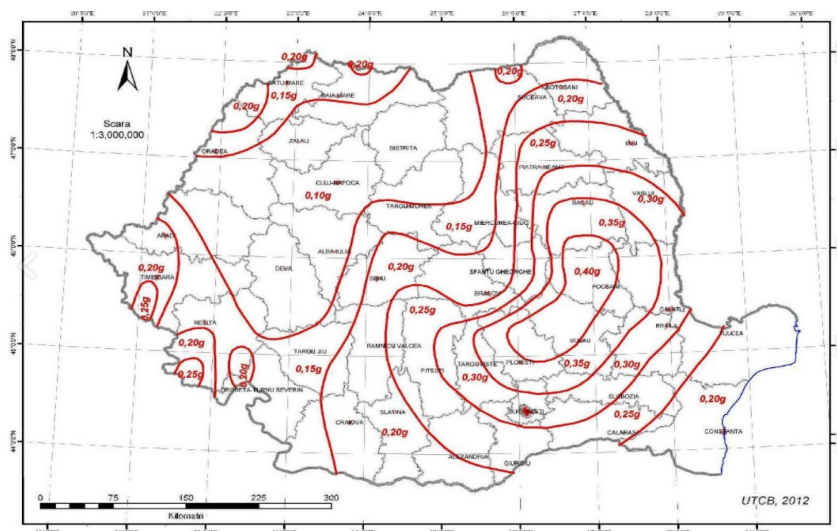 N
Scara
1:3,000,000
0,20g
0,20g
0,20g
SATU MARE
0,15g
BAIA MARE
0,20g
BOTOSANI
SUCEAVA
0,20g
ORADEA
ZALAU
BISTRITA
0,25g
IASI
PIATRA-NEAMT
CLUJ-NAPOCA
0,10g
VASLUI
0,30g
BACAU
TARGU MURES
0,15g
MIERCUREA-CIUC
0,35g
ARAD
ALBA-IULIA
DEVA
0,20g
SIBIU
SFANTU GHEORGHE
0,40g
0,20g
TIMISOARA
BRASOV
FOCSANI
0,25g
0,25g
GALATI
RESITA
BRAILA
TULCEA
0,20g
RAMNICU VALCEA
BUZAU
TARGU JIU
PLOIESTI
0,20g
0,15g
TARGOVISTE
0,35g
0,30g
0,25g
PITESTI
0,30g
DROBETA-TURNU SEVERIN
SLOBOZIA
0,20g
SLATINA
BUCURESTI
0,25g
CRAIOVA
0,20g
CALARASI
CONSTANTA
ALEXANDRIA
GIURGIU
0 75 150 225 300
Kilometri
UTCB, 2012